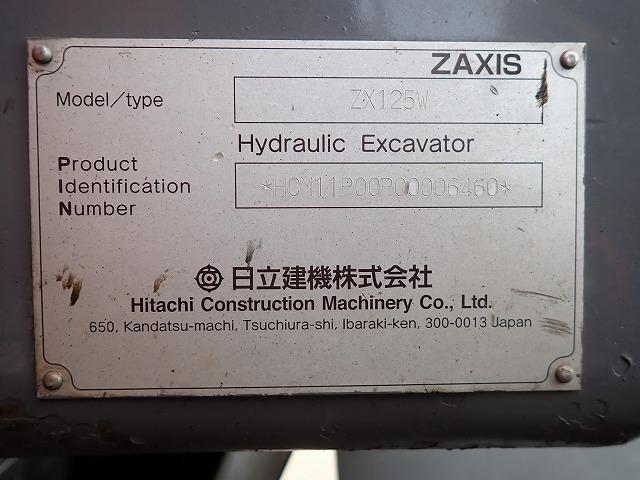 ZAXIS
Model/type ZX125W
Hydraulic Excavator
Product
Identification *HCM11P00P00006460*
Number
日立建機株式会社
Hitachi Construction Machinery Co., Ltd.
650, Kandatsu-machi, Tsuchiura-shi, Ibaraki-ken, 300-0013 Japan